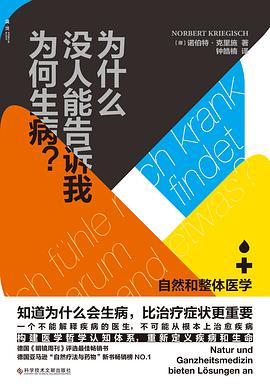 NORBERT KRIEGISCH
（德）诺伯特·克里施 著
钟皓楠 译
为什么
没人能告诉我
为何生病？
ch krank
findet
ch fühle
arum
自然和整体医学
知道为什么会生病，比治疗症状更重要
一个不能解释疾病的医生，不可能从根本上治愈疾病
构建医学哲学认知体系，重新定义疾病和生命
德国《明镜周刊》评选最佳畅销书
德国亚马逊“自然疗法与药物”新书畅销榜 NO.1
Natur und
Ganzheitsmedizin
bieten Lösungen an
科学技术文献出版社